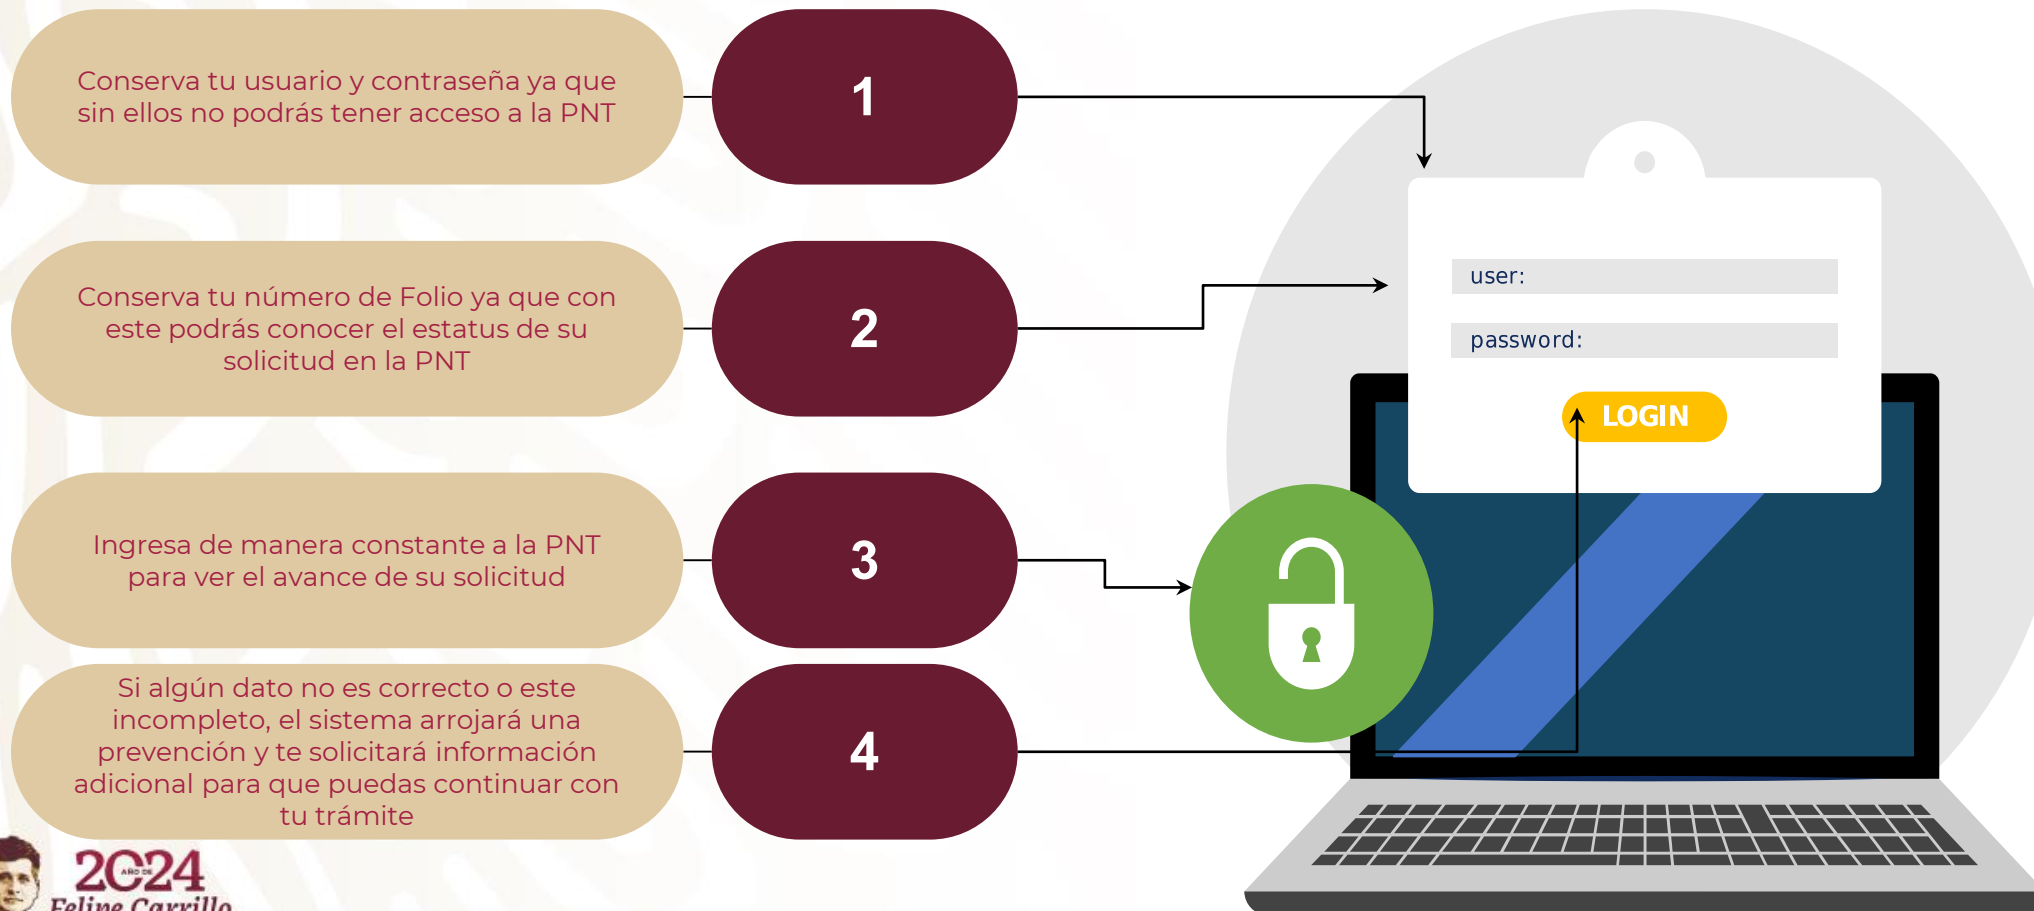 Conserva tu usuario y contraseña ya que
sin ellos no podrás tener acceso a la PNT
1
Conserva tu número de Folio ya que con
este podrás conocer el estatus de su
solicitud en la PNT
2
Ingresa de manera constante a la PNT
para ver el avance de su solicitud
3
Si algún dato no es correcto o este
incompleto, el sistema arrojará una
prevención y te solicitará información
adicional para que puedas continuar con
tu trámite
4
user:
password:
LOGIN
2024
AÑO DE
Felipe Carrillo